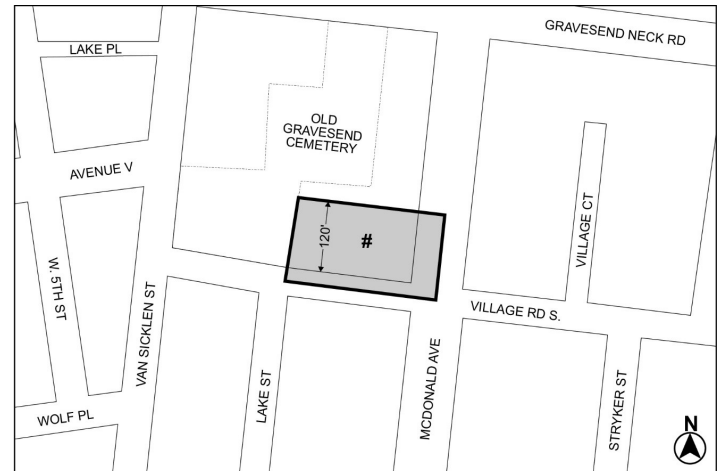 GRAVESEND NECK RD
LAKE PL
OLD
GRAVESEND
CEMETERY
AVENUE V
VILLAGE CT
120'
#
W. 5TH ST
VAN SICKLEN ST
LAKE ST
MCDONALD AVE
VILLAGE RD S.
STRYKER ST
WOLF PL
N